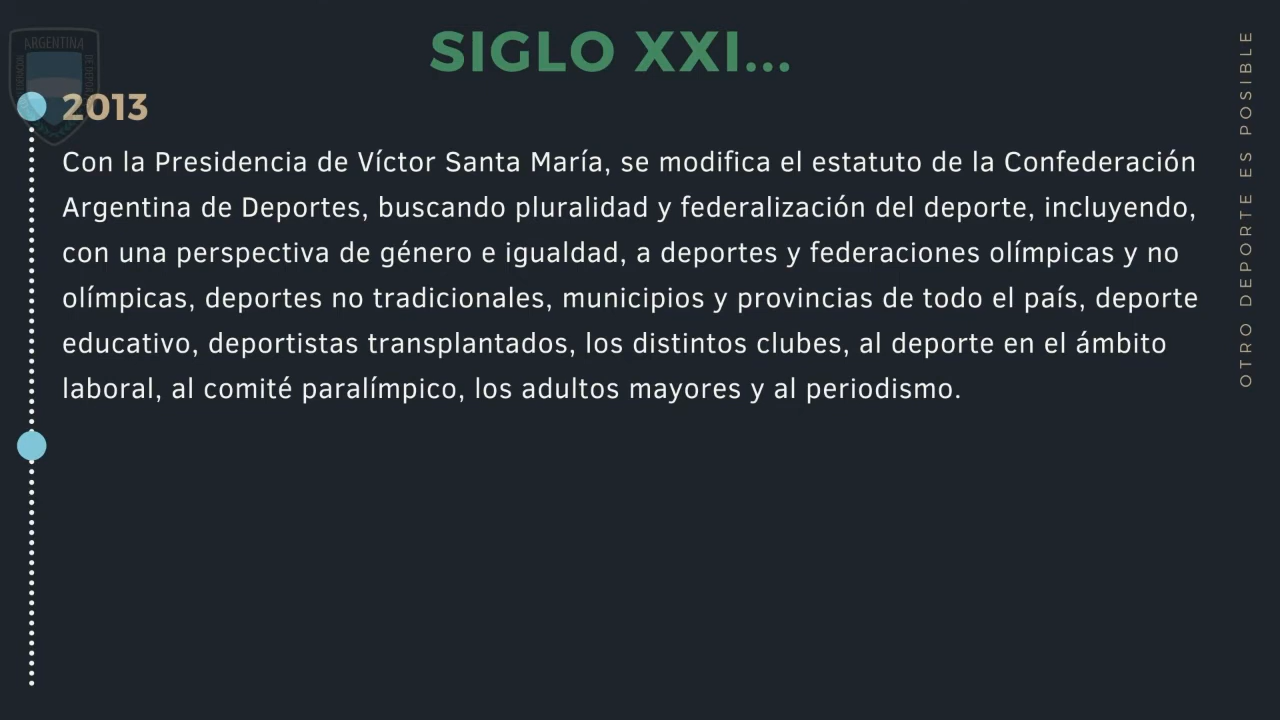 SIGLO XXI...
ARGENTINA
2013
Con la Presidencia de Víctor Santa María, se modifica el estatuto de la Confederación
Argentina de Deportes, buscando pluralidad y federalización del deporte, incluyendo,
con una perspectiva de género e igualdad, a deportes y federaciones olímpicas y no
olímpicas, deportes no tradicionales, municipios y provincias de todo el país, deporte
educativo, deportistas transplantados, los distintos clubes, al deporte en el ámbito
laboral, al comité paralímpico, los adultos mayores y al periodismo.
OTRO DEPORTE ES POSIBLE